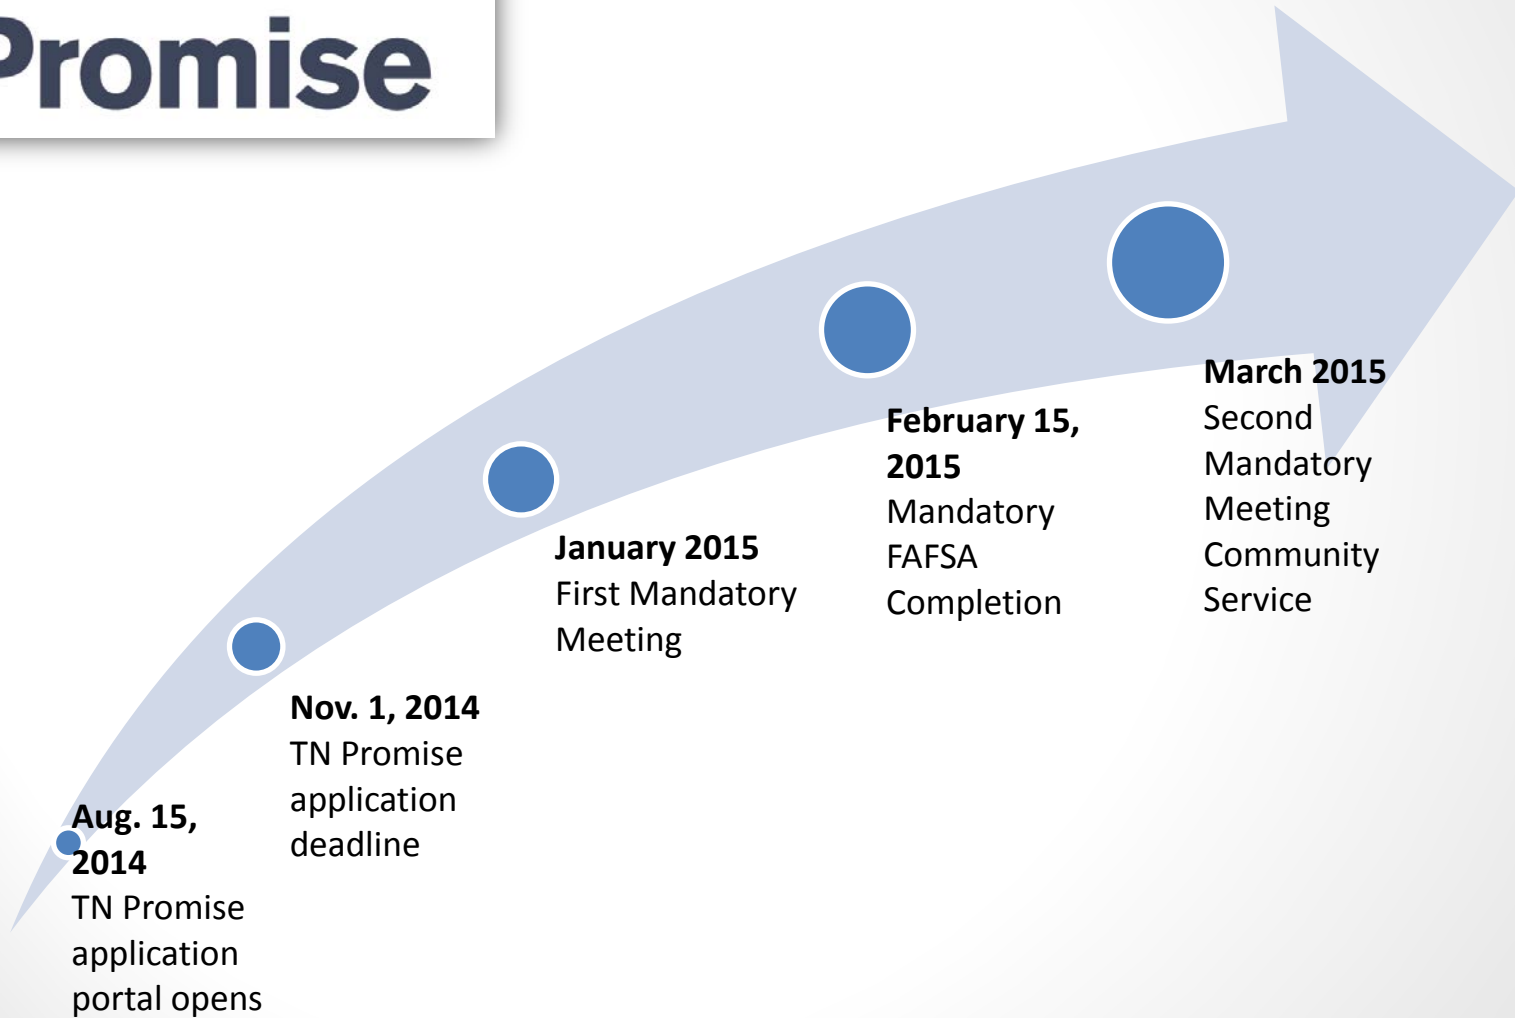 Promise
Aug. 15,
2014
TN Promise
application
portal opens
Nov. 1, 2014
TN Promise
application
deadline
January 2015
First Mandatory
Meeting
February 15,
2015
Mandatory
FAFSA
Completion
March 2015
Second
Mandatory
Meeting
Community
Service